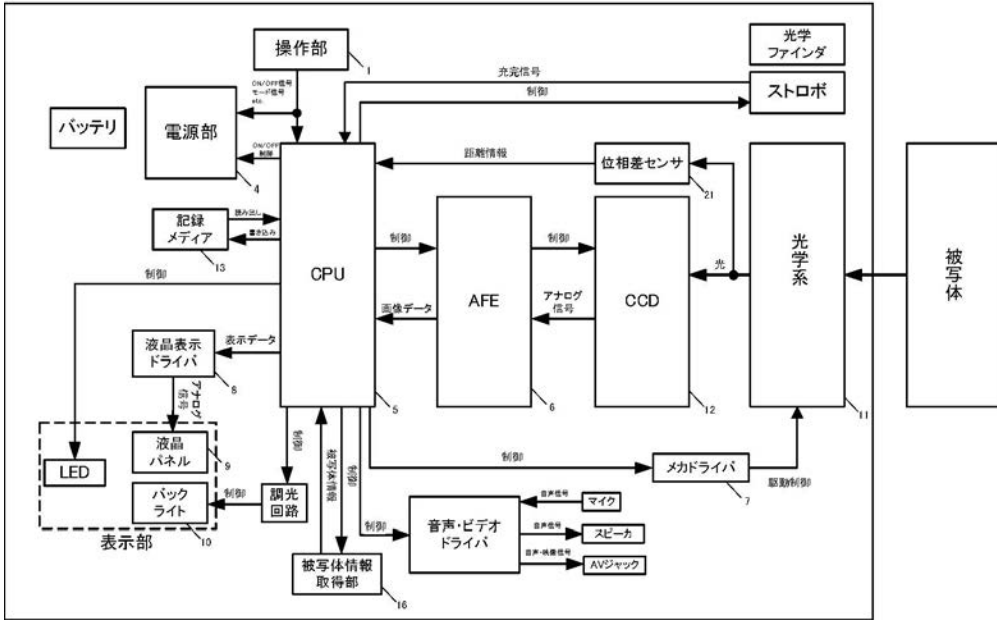 操作部
1
光学
ファインダ
ON/OFF信号
モード信号
etc.
充完信号
制御
ストロボ
バッテリ
電源部
4
ON/OFF
制御
距離情報
位相差センサ
21
記録
メディア
13
読み出し
書き込み
制御
CPU
5
制御
画像データ
AFE
6
制御
アナログ
信号
CCD
12
光
光学系
11
被写体
液晶表示
ドライバ
8
表示データ
アナログ
信号
LED
液晶
パネル
9
バック
ライト
10
表示部
制御
調光
回路
制御
被写体情報
制御
被写体情報
取得部
16
制御
メカドライバ
7
駆動制御
制御
音声・ビデオ
ドライバ
音声信号
マイク
音声信号
スピーカ
音声・映像信号
AVジャック